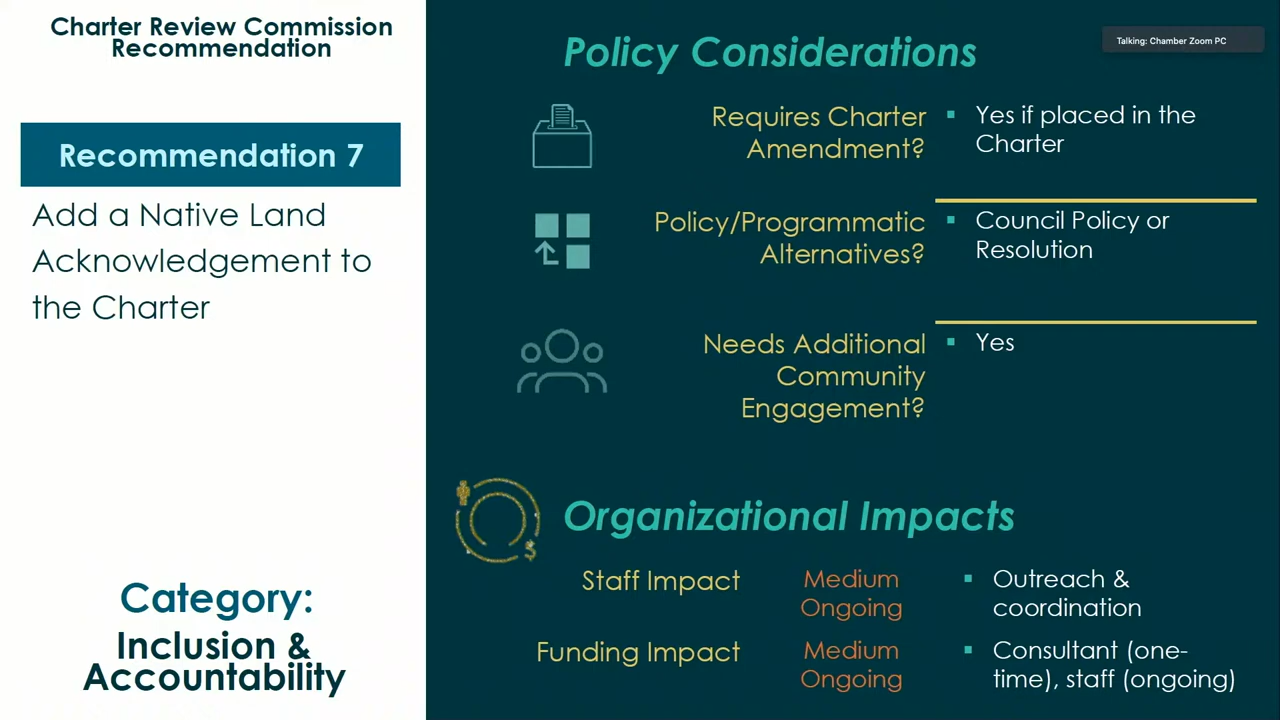 Charter Review Commission
Recommendation
Recommendation 7
Add a Native Land
Acknowledgement to
the Charter
Category:
Inclusion &
Accountability
Policy Considerations
Talking: Chamber Zoom PC
Requires Charter
Amendment?
▪ Yes if placed in the
Charter
Policy/Programmatic
Alternatives?
▪ Council Policy or
Resolution
Needs Additional
Community
Engagement?
▪ Yes
Organizational Impacts
Staff Impact
Medium
Ongoing
▪ Outreach &
coordination
Funding Impact
Medium
Ongoing
▪ Consultant (one-
time), staff (ongoing)
$